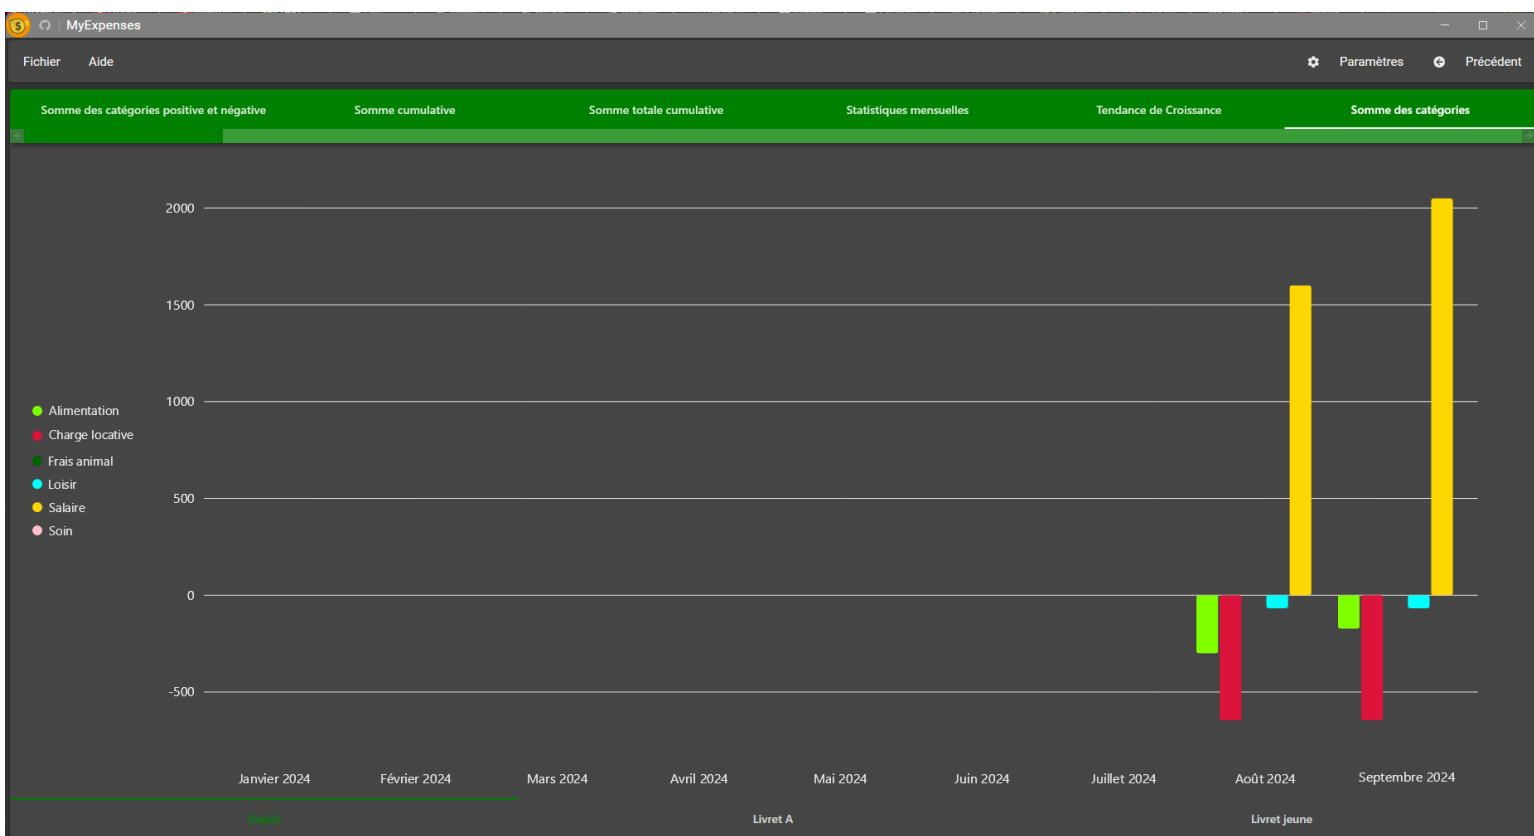 MyExpenses
Fichier Aide Paramètres Précédent
Somme des catégories positive et négative Somme cumulative Somme totale cumulative Statistiques mensuelles Tendance de Croissance Somme des catégories
2000
1500
1000
500
0
-500
Alimentation
Charge locative
Frais animal
Loisir
Salaire
Soin
Janvier 2024 Février 2024 Mars 2024 Avril 2024 Mai 2024 Juin 2024 Juillet 2024 Août 2024 Septembre 2024
Livret A Livret jeune